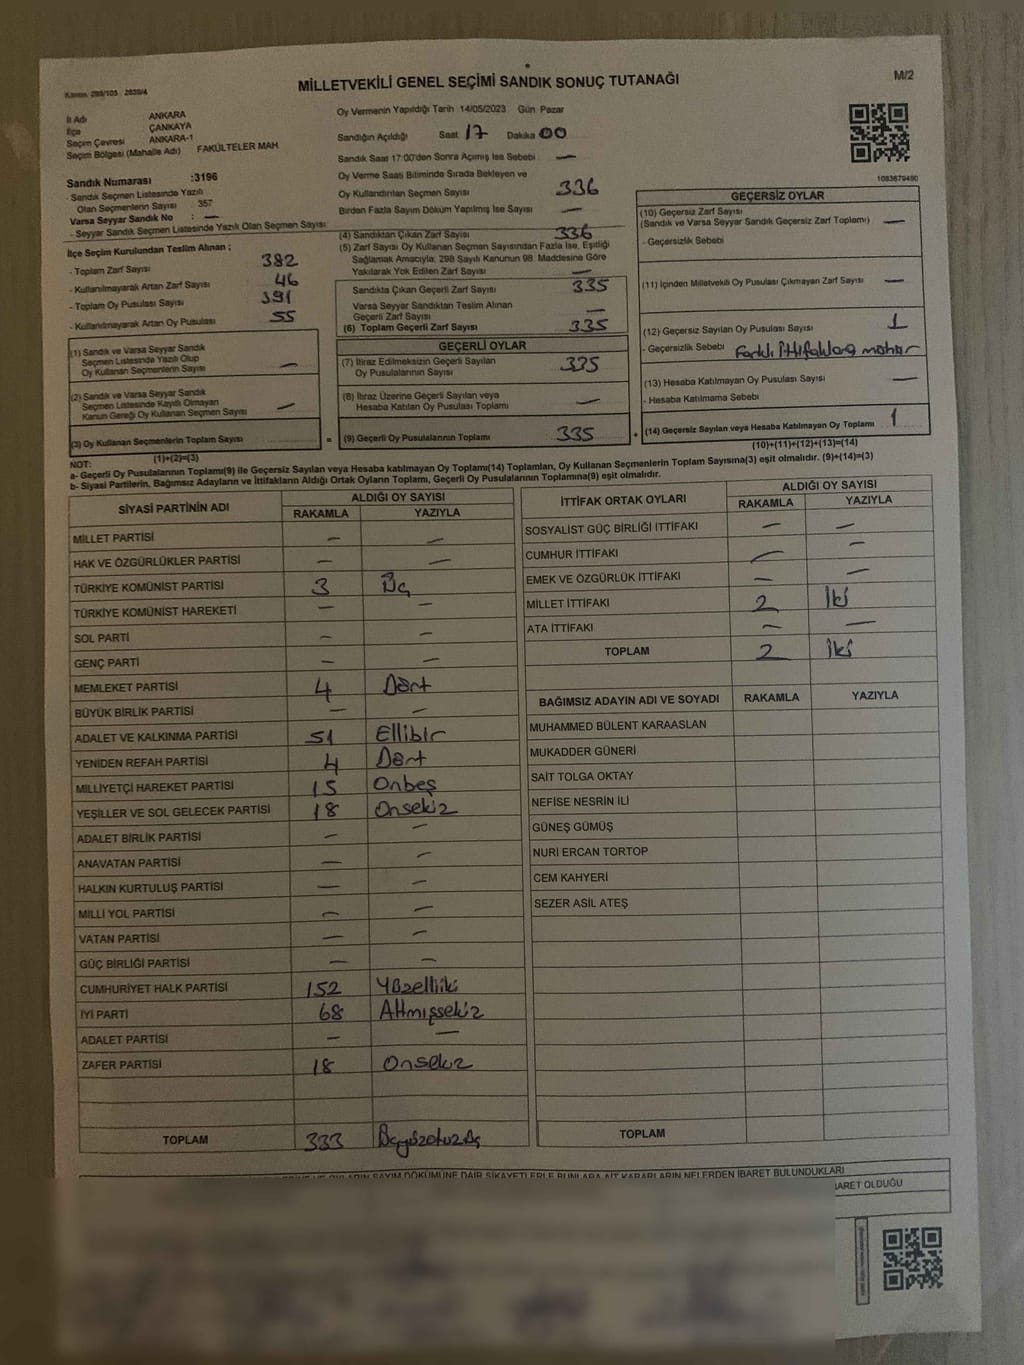 Kanun: 298/105 2839/4
MİLLETVEKİLİ GENEL SEÇİMİ SANDIK SONUÇ TUTANAĞI
M/2
İl Adı ANKARA
İlçe ÇANKAYA
Seçim Çevresi ANKARA-1
Seçim Bölgesi (Mahalle Adı) FAKÜLTELER MAH
Sandık Numarası :3196
- Sandık Seçmen Listesinde Yazılı
Olan Seçmenlerin Sayısı 357
Varsa Seyyar Sandık No : —
- Seyyar Sandık Seçmen Listesinde Yazılı Olan Seçmen Sayısı:
İlçe Seçim Kurulundan Teslim Alınan ;
- Toplam Zarf Sayısı 382
- Kullanılmayarak Artan Zarf Sayısı 46
- Toplam Oy Pusulası Sayısı 391
- Kullanılmayarak Artan Oy Pusulası 55
(1) Sandık ve Varsa Seyyar Sandık
Seçmen Listesinde Yazılı Olup
Oy Kullanan Seçmenlerin Sayısı —
(2) Sandık ve Varsa Seyyar Sandık
Seçmen Listesinde Kayıtlı Olmayan
Kanun Gereği Oy Kullanan Seçmen Sayısı —
(3) Oy Kullanan Seçmenlerin Toplam Sayısı
(1)+(2)=(3)
Oy Vermenin Yapıldığı Tarih 14/05/2023 Gün Pazar
Sandığın Açıldığı Saat 17 Dakika 00
Sandık Saat 17:00'den Sonra Açımış İse Sebebi —
Oy Verme Saati Bitiminde Sırada Bekleyen ve
Oy Kullandırılan Seçmen Sayısı 336
Birden Fazla Sayım Döküm Yapılmış İse Sayısı —
(4) Sandıktan Çıkan Zarf Sayısı 336
(5) Zarf Sayısı Oy Kullanan Seçmen Sayısından Fazla İse, Eşitliği
Sağlamak Amacıyla, 298 Sayılı Kanunun 98. Maddesine Göre
Yakılarak Yok Edilen Zarf Sayısı —
Sandıkta Çıkan Geçerli Zarf Sayısı 335
Varsa Seyyar Sandıktan Teslim Alınan
Geçerli Zarf Sayısı —
(6) Toplam Geçerli Zarf Sayısı 335
GEÇERLİ OYLAR
(7) İtiraz Edilmeksizin Geçerli Sayılan
Oy Pusulalarının Sayısı 335
(8) İtiraz Üzerine Geçerli Sayılan veya
Hesaba Katılan Oy Pusulası Toplamı —
= (9) Geçerli Oy Pusulalarının Toplamı 335 +
1083679490
GEÇERSİZ OYLAR
(10) Geçersiz Zarf Sayısı
(Sandık ve Varsa Seyyar Sandık Geçersiz Zarf Toplamı) —
- Geçersizlik Sebebi
(11) İçinden Milletvekili Oy Pusulası Çıkmayan Zarf Sayısı —
(12) Geçersiz Sayılan Oy Pusulası Sayısı 1
- Geçersizlik Sebebi Farklı ittifaklara mühür
(13) Hesaba Katılmayan Oy Pusulası Sayısı —
- Hesaba Katılmama Sebebi
(14) Geçersiz Sayılan veya Hesaba Katılmayan Oy Toplamı 1
(10)+(11)+(12)+(13)=(14)
NOT:
a- Geçerli Oy Pusulalarının Toplamı(9) ile Geçersiz Sayılan veya Hesaba katılmayan Oy Toplamı(14) Toplamları, Oy Kullanan Seçmenlerin Toplam Sayısına(3) eşit olmalıdır. (9)+(14)=(3)
b- Siyasi Partilerin, Bağımsız Adayların ve İttifakların Aldığı Ortak Oyların Toplamı, Geçerli Oy Pusulalarının Toplamına(9) eşit olmalıdır.
SİYASİ PARTİNİN ADI ALDIĞI OY SAYISI
RAKAMLA YAZIYLA
MİLLET PARTİSİ — —
HAK VE ÖZGÜRLÜKLER PARTİSİ — —
TÜRKİYE KOMÜNİST PARTİSİ 3 Üç
TÜRKİYE KOMÜNİST HAREKETİ — —
SOL PARTİ — —
GENÇ PARTİ — —
MEMLEKET PARTİSİ 4 Dört
BÜYÜK BİRLİK PARTİSİ — —
ADALET VE KALKINMA PARTİSİ 51 Ellibir
YENİDEN REFAH PARTİSİ 4 Dört
MİLLİYETÇİ HAREKET PARTİSİ 15 Onbeş
YEŞİLLER VE SOL GELECEK PARTİSİ 18 Onsekiz
ADALET BİRLİK PARTİSİ — —
ANAVATAN PARTİSİ — —
HALKIN KURTULUŞ PARTİSİ — —
MİLLİ YOL PARTİSİ — —
VATAN PARTİSİ — —
GÜÇ BİRLİĞİ PARTİSİ — —
CUMHURİYET HALK PARTİSİ 152 Yüzelliiki
İYİ PARTİ 68 Altmışsekiz
ADALET PARTİSİ — —
ZAFER PARTİSİ 18 Onsekiz
TOPLAM 333 Üçyüzotuzüç
İTTİFAK ORTAK OYLARI ALDIĞI OY SAYISI
RAKAMLA YAZIYLA
SOSYALİST GÜÇ BİRLİĞİ İTTİFAKI — —
CUMHUR İTTİFAKI — —
EMEK VE ÖZGÜRLÜK İTTİFAKI — —
MİLLET İTTİFAKI 2 İki
ATA İTTİFAKI — —
TOPLAM 2 İki
BAĞIMSIZ ADAYIN ADI VE SOYADI RAKAMLA YAZIYLA
MUHAMMED BÜLENT KARAASLAN
MUKADDER GÜNERİ
SAİT TOLGA OKTAY
NEFİSE NESRİN İLİ
GÜNEŞ GÜMÜŞ
NURİ ERCAN TORTOP
CEM KAHYERİ
SEZER ASİL ATEŞ
TOPLAM
SAYIM DÖKÜMÜNE DAİR ŞİKAYETLERLE BUNLARA AİT KARARLARIN NELERDEN İBARET BULUNDUKLARI
BARET OLDUĞU